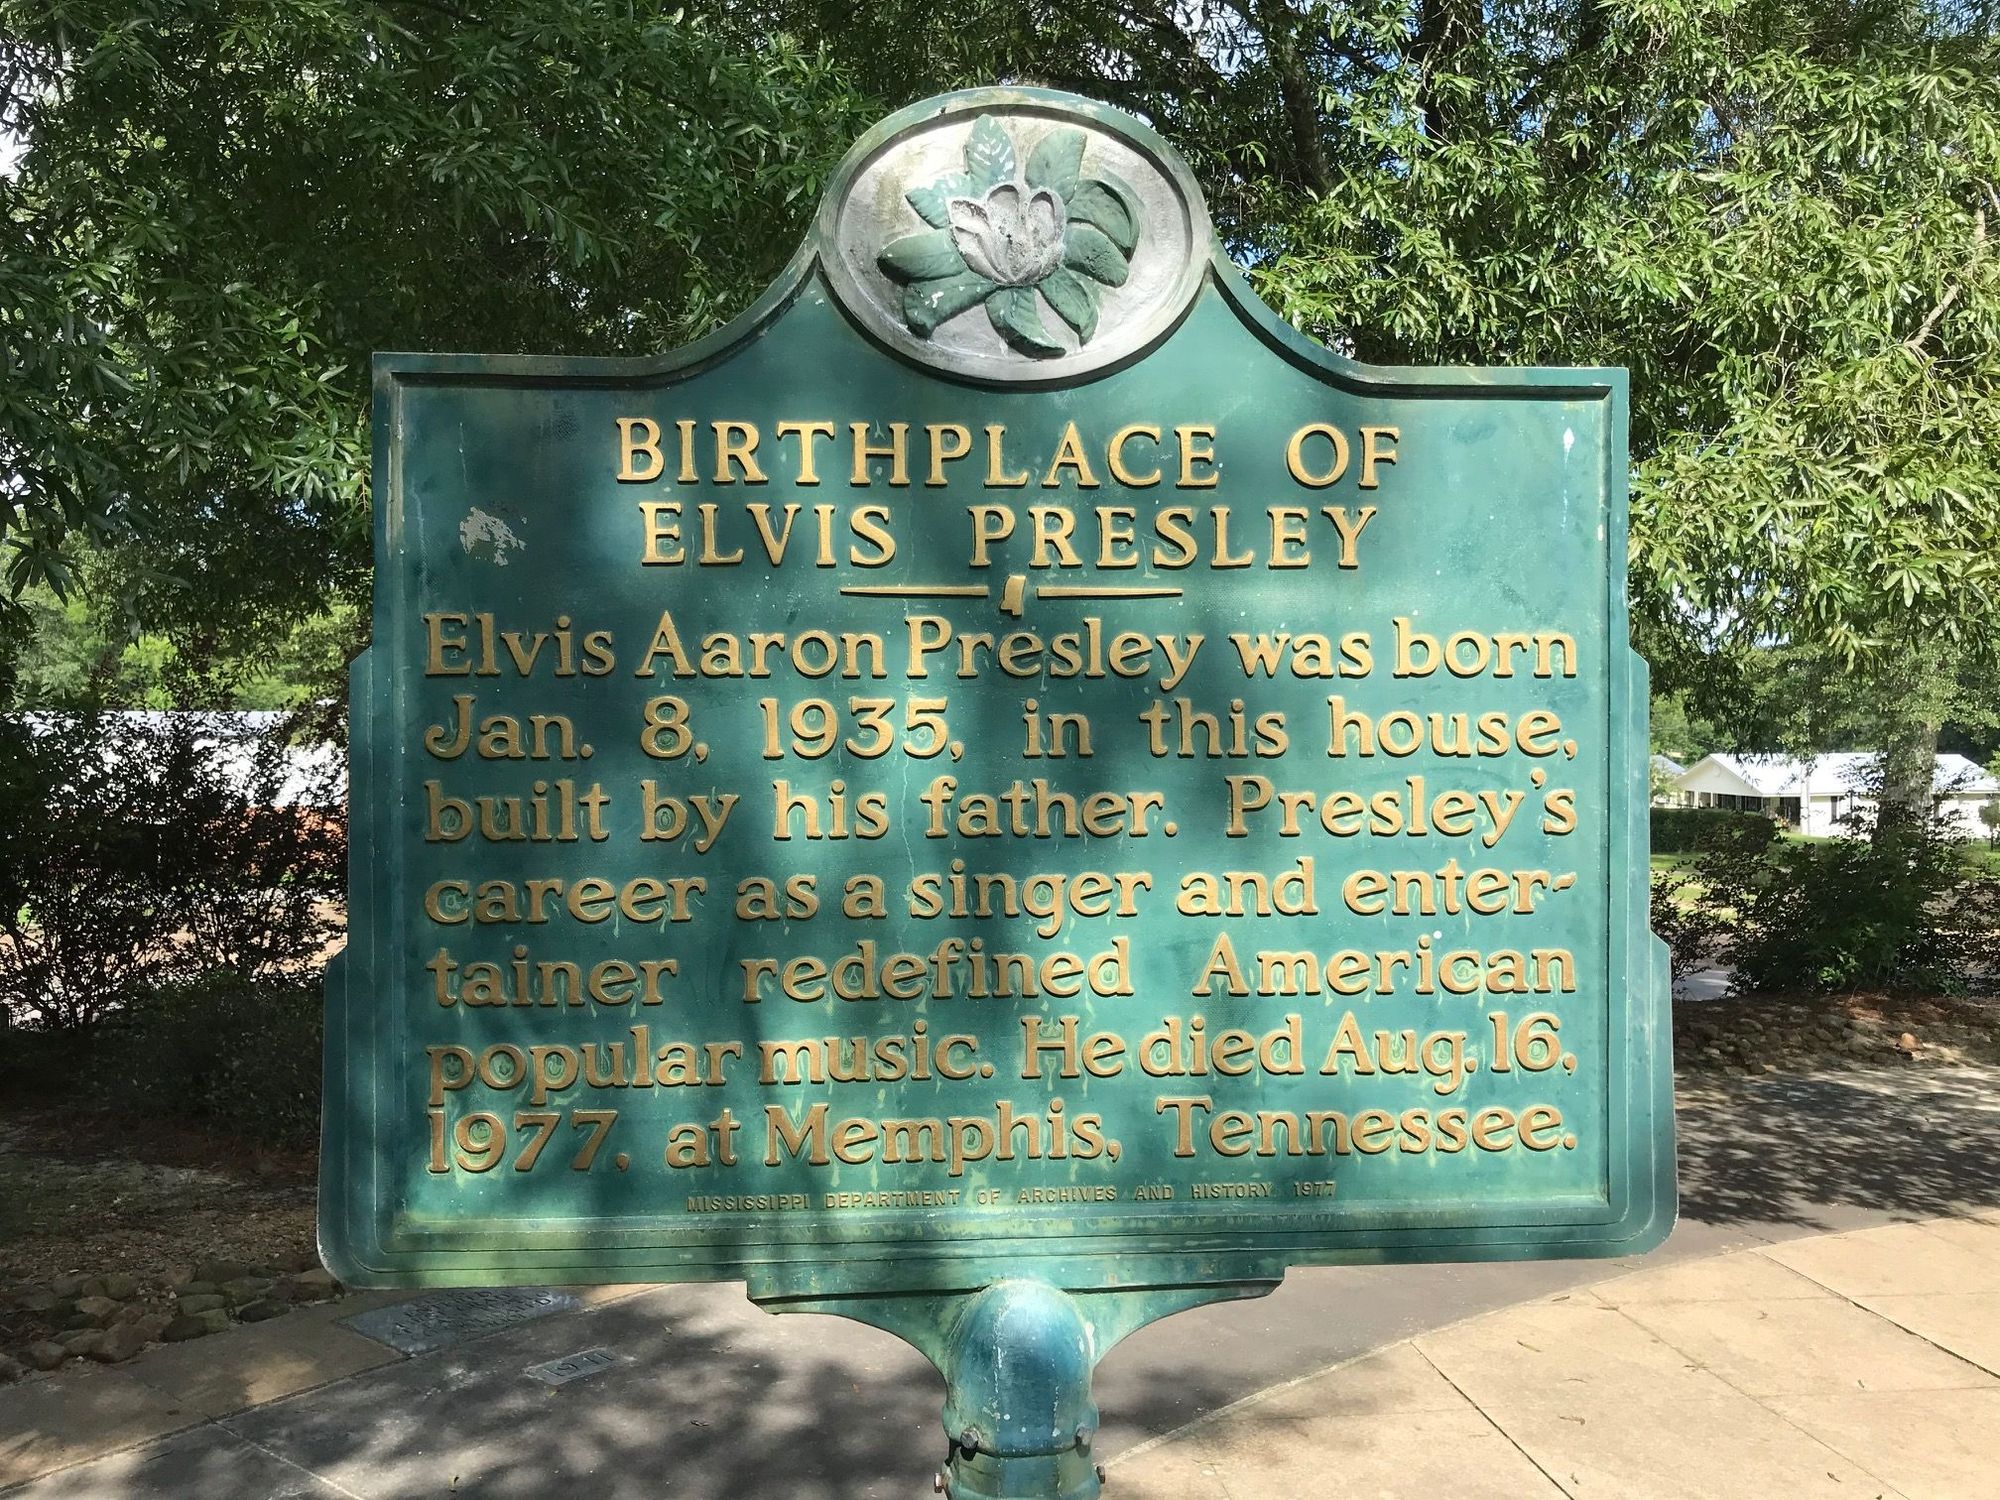 BIRTHPLACE OF
ELVIS PRESLEY
Elvis Aaron Presley was born
Jan. 8, 1935, in this house,
built by his father. Presley's
career as a singer and enter-
tainer redefined American
popular music. He died Aug. 16,
1977, at Memphis, Tennessee.
MISSISSIPPI DEPARTMENT OF ARCHIVES AND HISTORY 1977